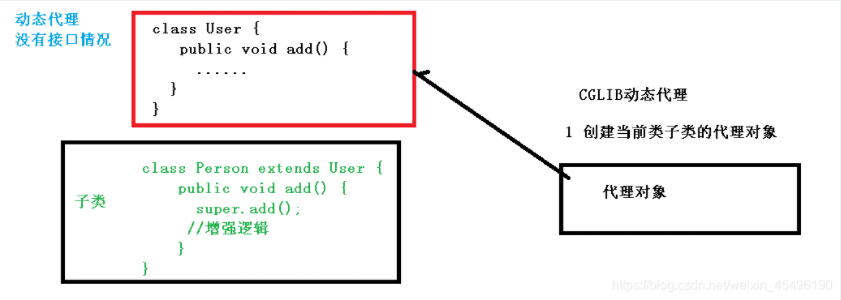 动态代理
没有接口情况
class User {
public void add() {
......
}
}
CGLIB动态代理
1 创建当前类子类的代理对象
代理对象
子类
class Person extends User {
public void add() {
super.add();
//增强逻辑
}
}
https://blog.csdn.net/weixin_45496190